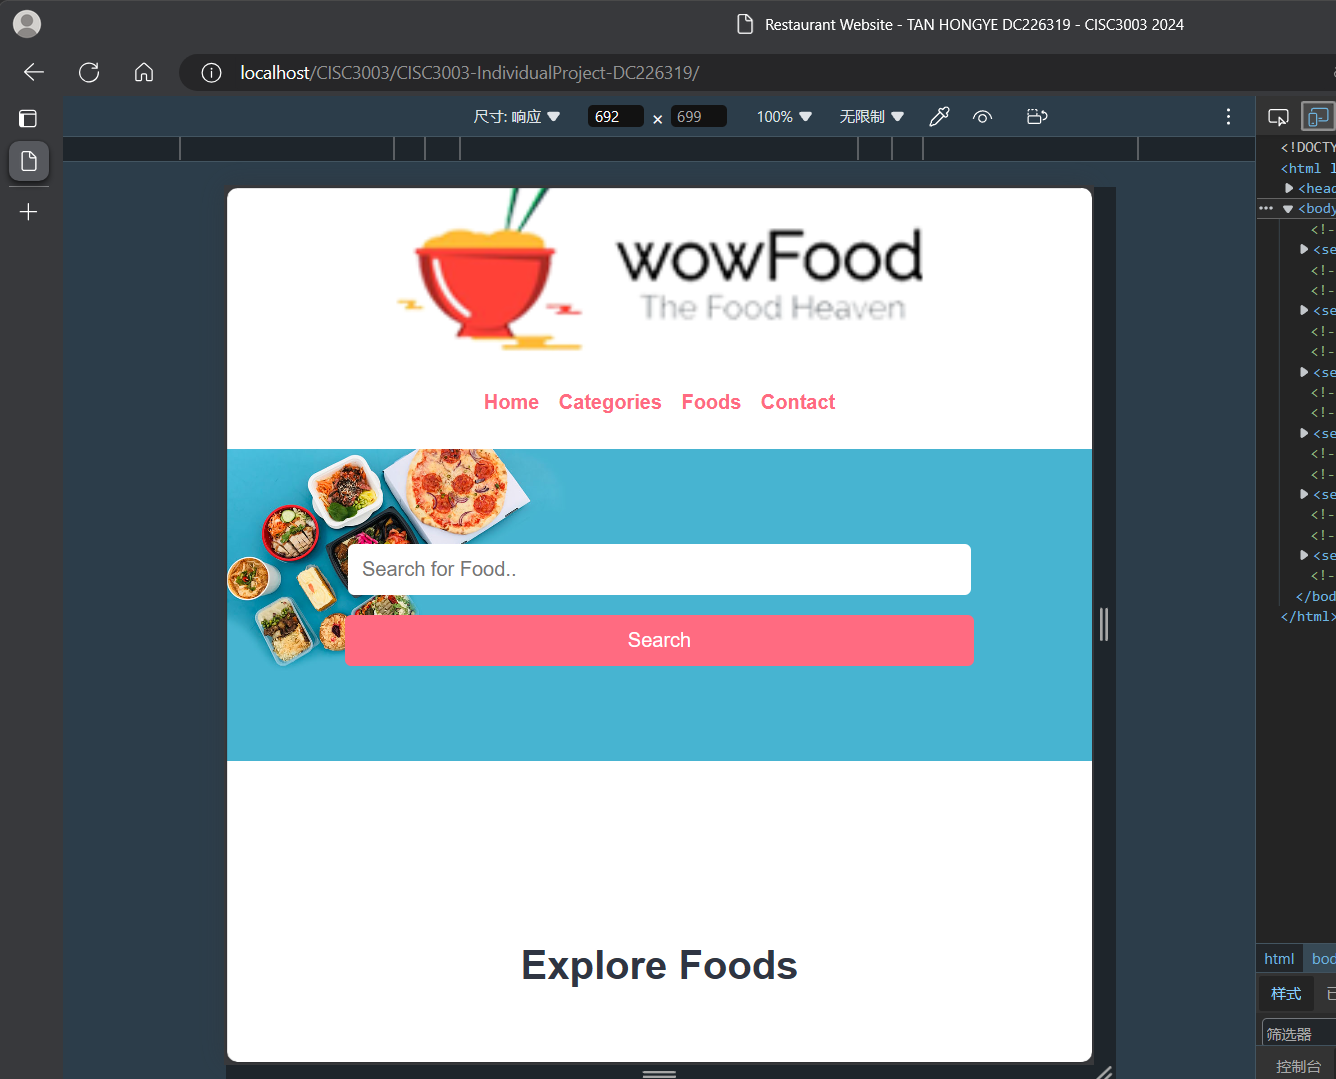 Restaurant Website - TAN HONGYE DC226319 - CISC3003 2024
localhost/CISC3003/CISC3003-IndividualProject-DC226319/
尺寸: 响应 692 × 699 100% 无限制
<!DOCTY
<html l
<head
<body
<!-
<se
<!-
<!-
<se
<!-
<!-
<se
<!-
<!-
<se
<!-
<!-
<se
<!-
<!-
<se
<!-
</bod
</html>
wowFood
The Food Heaven
Home Categories Foods Contact
Search for Food..
Search
Explore Foods
html bod
样式
筛选器
控制台